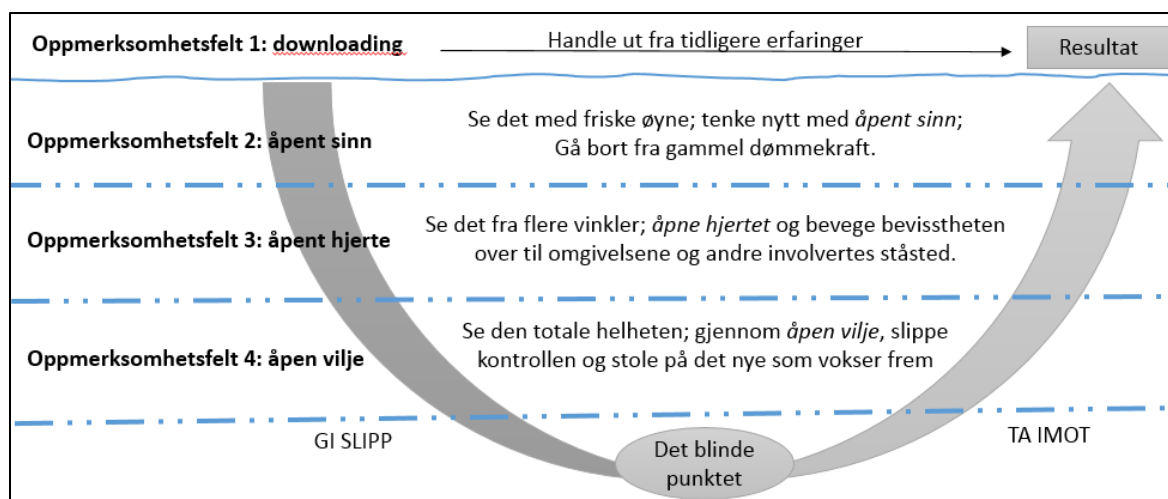 Oppmerksomhetsfelt 1: downloading
Handle ut fra tidligere erfaringer
Resultat
Oppmerksomhetsfelt 2: åpent sinn
Se det med friske øyne; tenke nytt med åpent sinn;
Gå bort fra gammel dømmekraft.
Oppmerksomhetsfelt 3: åpent hjerte
Se det fra flere vinkler; åpne hjertet og bevege bevisstheten
over til omgivelsene og andre involvertes ståsted.
Oppmerksomhetsfelt 4: åpen vilje
Se den totale helheten; gjennom åpen vilje, slippe
kontrollen og stole på det nye som vokser frem
GI SLIPP
Det blinde
punktet
TA IMOT